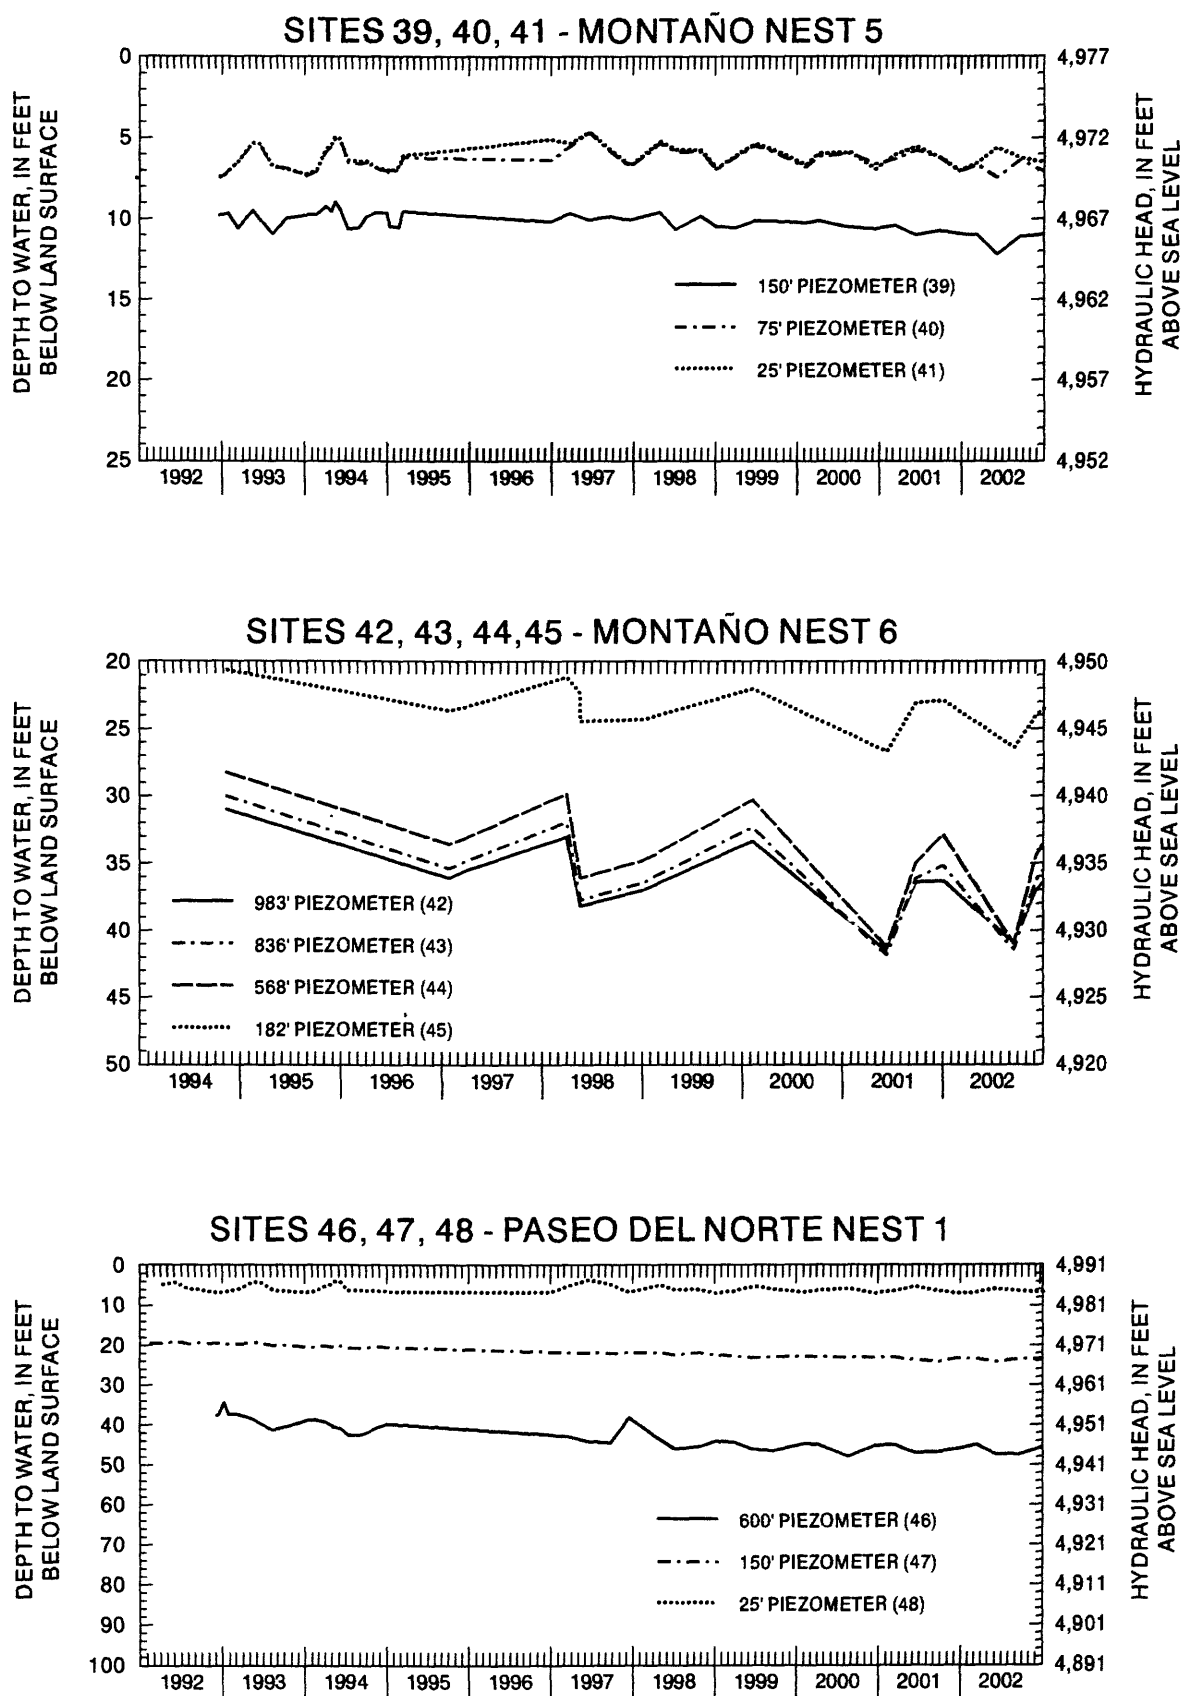 SITES 39, 40, 41 - MONTAÑO NEST 5
DEPTH TO WATER, IN FEET
BELOW LAND SURFACE
0
5
10
15
20
25
4,977
4,972
4,967
4,962
4,957
4,952
HYDRAULIC HEAD, IN FEET
ABOVE SEA LEVEL
150' PIEZOMETER (39)
75' PIEZOMETER (40)
25' PIEZOMETER (41)
1992 1993 1994 1995 1996 1997 1998 1999 2000 2001 2002
SITES 42, 43, 44,45 - MONTAÑO NEST 6
DEPTH TO WATER, IN FEET
BELOW LAND SURFACE
20
25
30
35
40
45
50
4,950
4,945
4,940
4,935
4,930
4,925
4,920
HYDRAULIC HEAD, IN FEET
ABOVE SEA LEVEL
983' PIEZOMETER (42)
836' PIEZOMETER (43)
568' PIEZOMETER (44)
182' PIEZOMETER (45)
1994 1995 1996 1997 1998 1999 2000 2001 2002
SITES 46, 47, 48 - PASEO DEL NORTE NEST 1
DEPTH TO WATER, IN FEET
BELOW LAND SURFACE
0
10
20
30
40
50
60
70
80
90
100
4,991
4,981
4,971
4,961
4,951
4,941
4,931
4,921
4,911
4,901
4,891
HYDRAULIC HEAD, IN FEET
ABOVE SEA LEVEL
600' PIEZOMETER (46)
150' PIEZOMETER (47)
25' PIEZOMETER (48)
1992 1993 1994 1995 1996 1997 1998 1999 2000 2001 2002